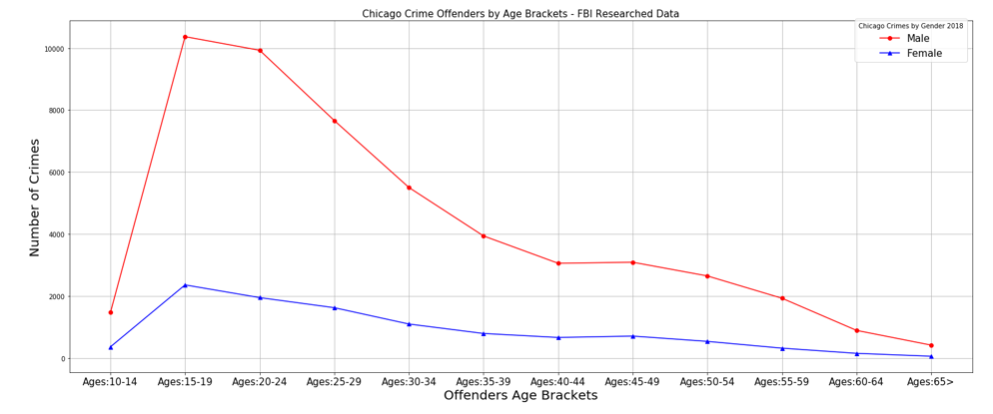 Chicago Crime Offenders by Age Brackets - FBI Researched Data
Chicago Crimes by Gender 2018
Male
Female
Number of Crimes
10000
8000
6000
4000
2000
0
Ages:10-14 Ages:15-19 Ages:20-24 Ages:25-29 Ages:30-34 Ages:35-39 Ages:40-44 Ages:45-49 Ages:50-54 Ages:55-59 Ages:60-64 Ages:65>
Offenders Age Brackets